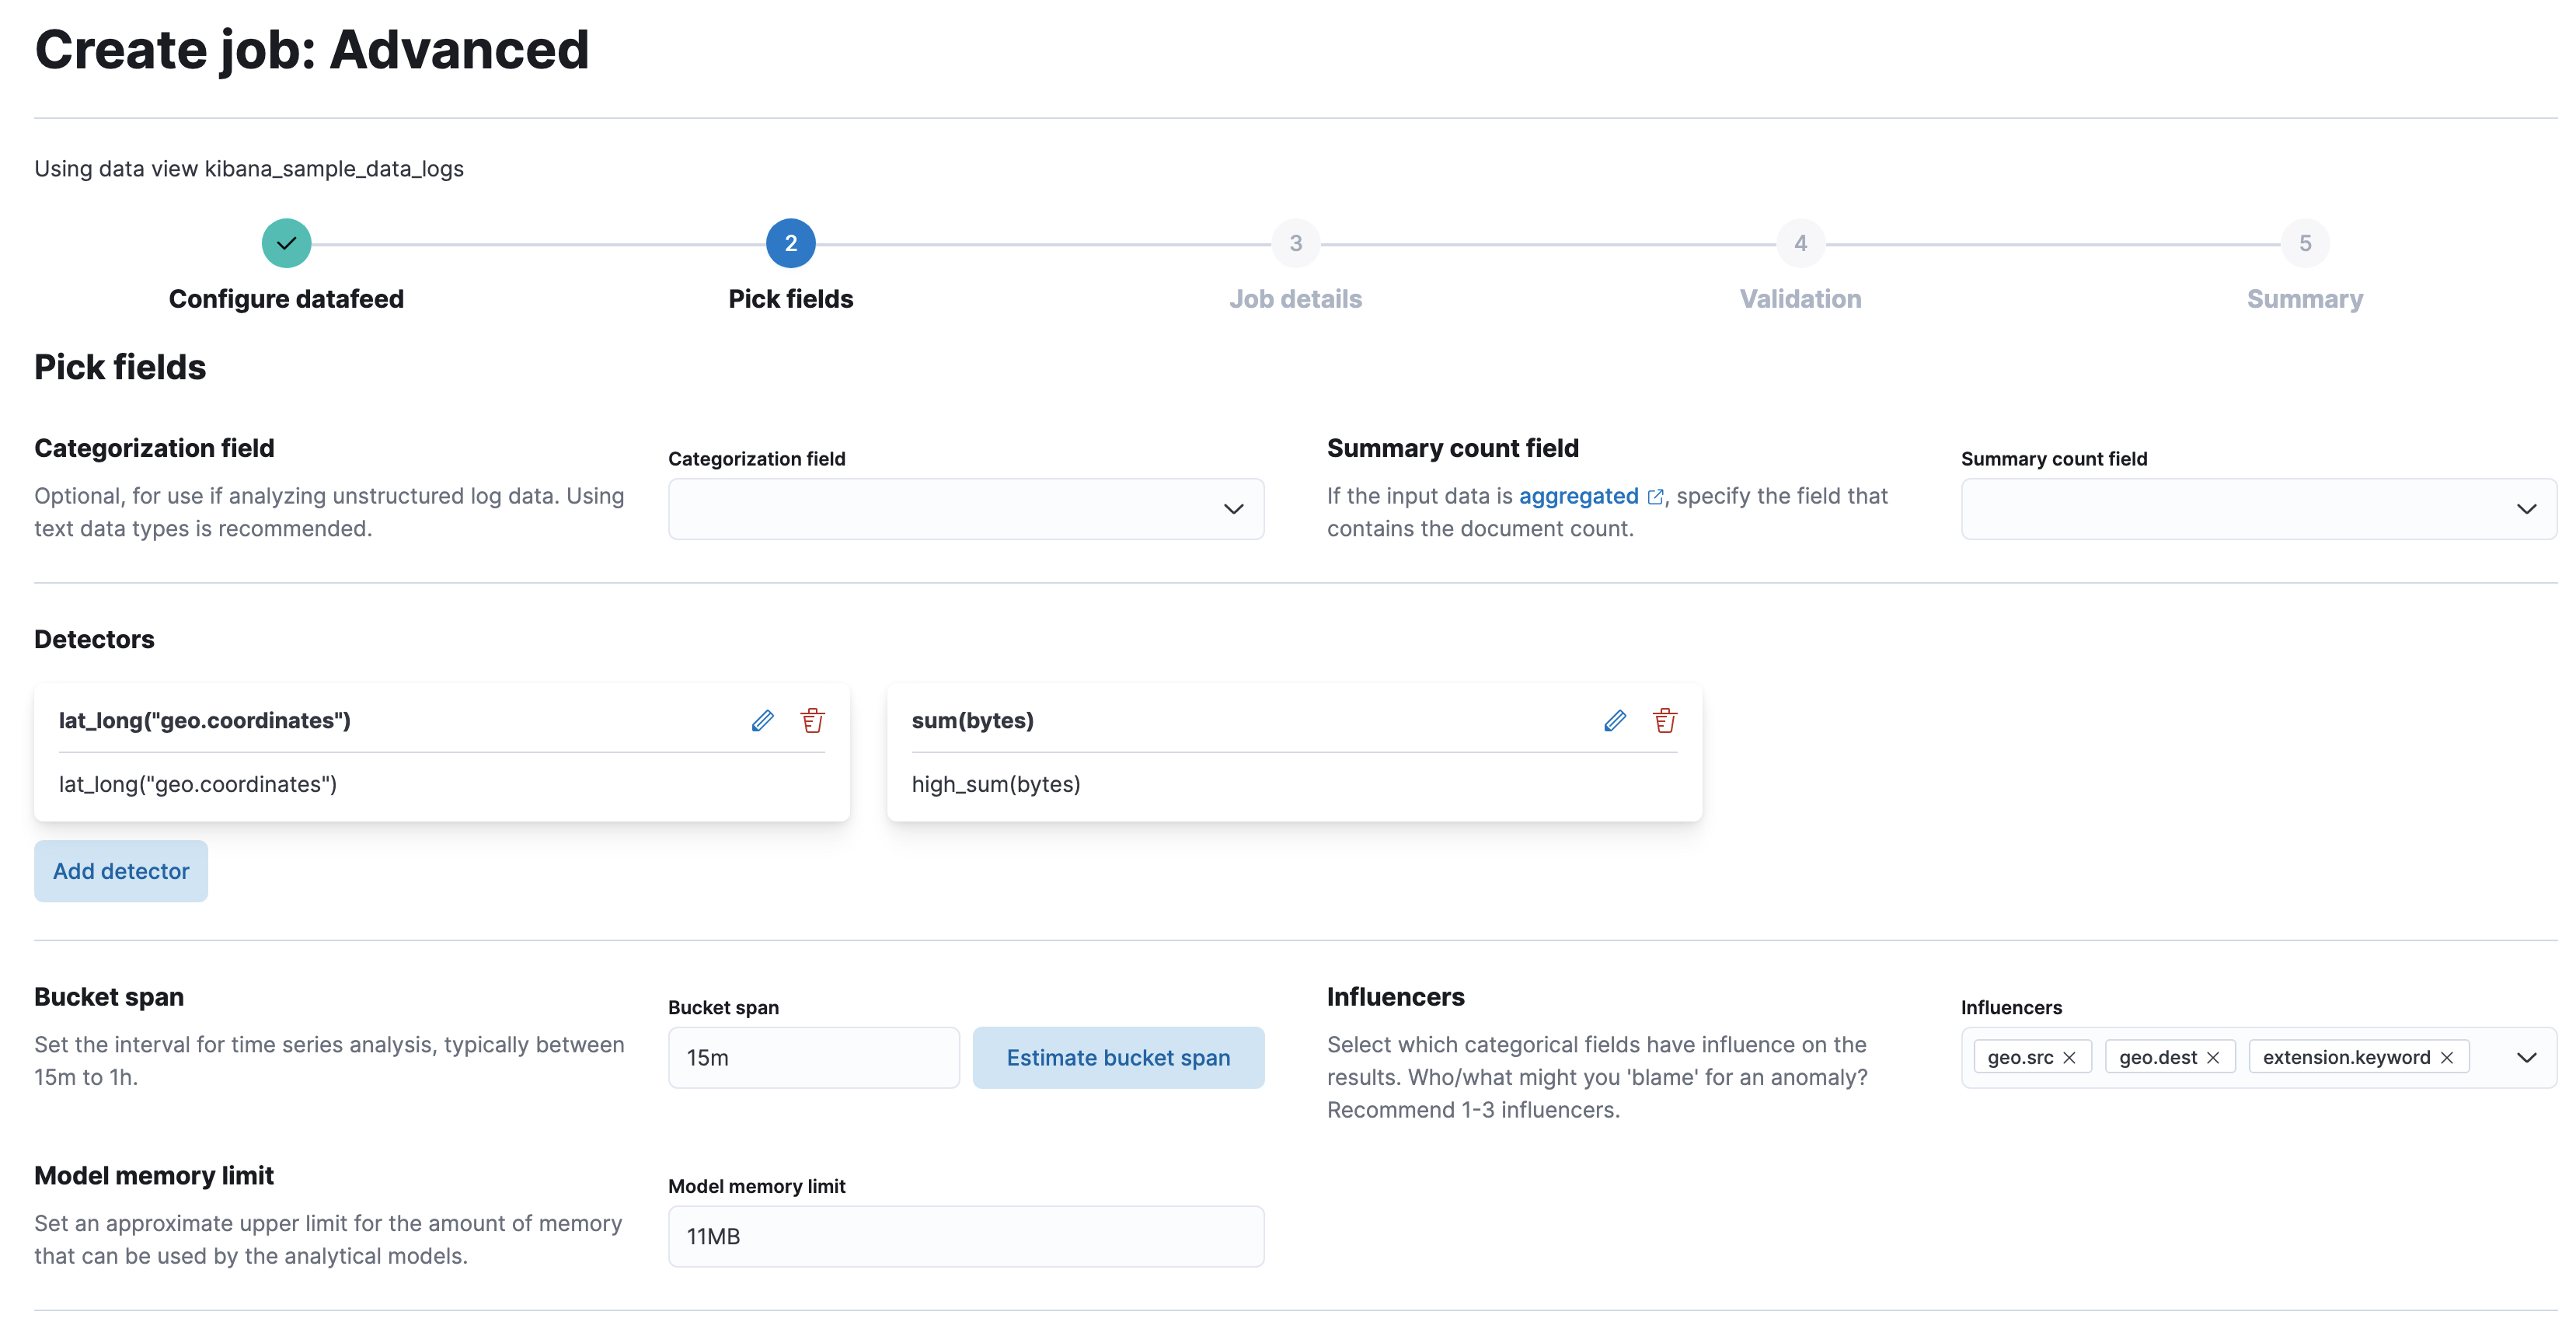 Create job: Advanced
Using data view kibana_sample_data_logs
2
3
4
5
Configure datafeed
Pick fields
Job details
Validation
Summary
Pick fields
Categorization field
Optional, for use if analyzing unstructured log data. Using
text data types is recommended.
Categorization field
Summary count field
If the input data is aggregated , specify the field that
contains the document count.
Summary count field
Detectors
lat_long("geo.coordinates")
lat_long("geo.coordinates")
sum(bytes)
high_sum(bytes)
Add detector
Bucket span
Set the interval for time series analysis, typically between
15m to 1h.
Bucket span
15m
Estimate bucket span
Influencers
Select which categorical fields have influence on the
results. Who/what might you 'blame' for an anomaly?
Recommend 1-3 influencers.
Influencers
geo.src
geo.dest
extension.keyword
Model memory limit
Set an approximate upper limit for the amount of memory
that can be used by the analytical models.
Model memory limit
11MB